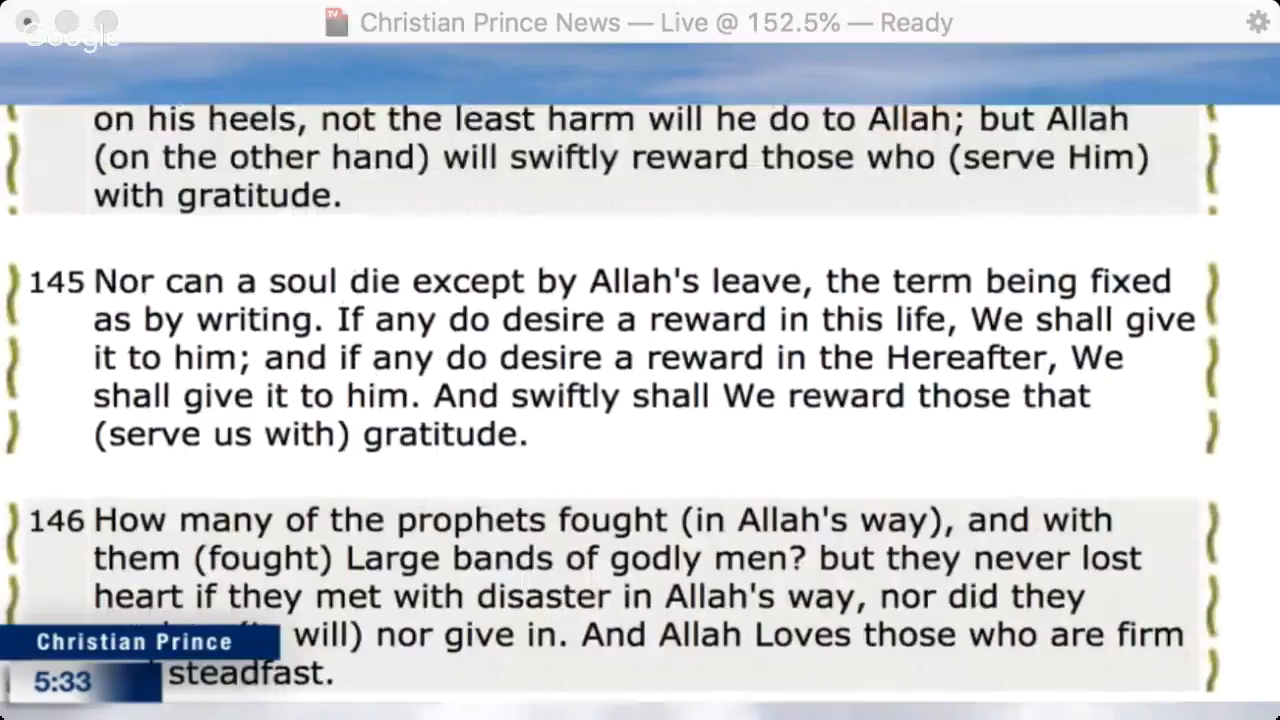 Christian Prince News — Live @ 152.5% — Ready
Google
on his heels, not the least harm will he do to Allah; but Allah
(on the other hand) will swiftly reward those who (serve Him)
with gratitude.
145 Nor can a soul die except by Allah's leave, the term being fixed
as by writing. If any do desire a reward in this life, We shall give
it to him; and if any do desire a reward in the Hereafter, We
shall give it to him. And swiftly shall We reward those that
(serve us with) gratitude.
146 How many of the prophets fought (in Allah's way), and with
them (fought) Large bands of godly men? but they never lost
heart if they met with disaster in Allah's way, nor did they
will) nor give in. And Allah Loves those who are firm
steadfast.
Christian Prince
5:33